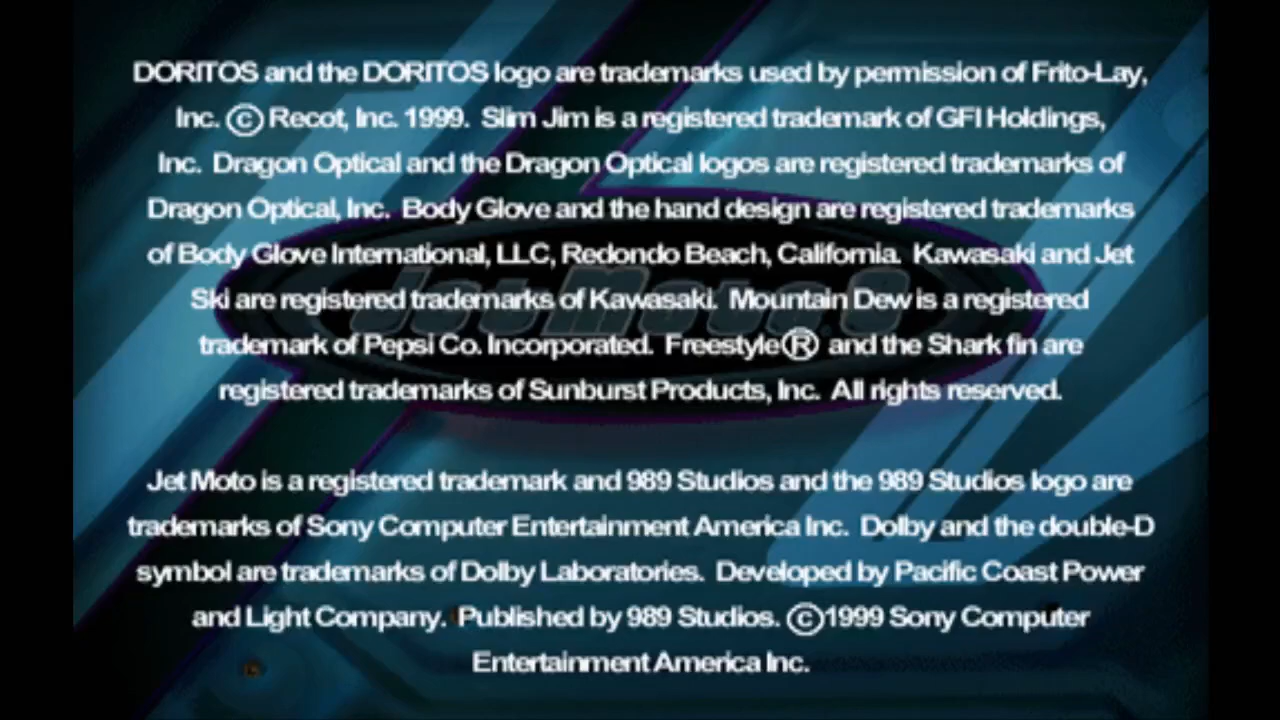 DORITOS and the DORITOS logo are trademarks used by permission of Frito-Lay,
Inc. © Recot, Inc. 1999. Slim Jim is a registered trademark of GFI Holdings,
Inc. Dragon Optical and the Dragon Optical logos are registered trademarks of
Dragon Optical, Inc. Body Glove and the hand design are registered trademarks
of Body Glove International, LLC, Redondo Beach, California. Kawasaki and Jet
Ski are registered trademarks of Kawasaki. Mountain Dew is a registered
trademark of Pepsi Co. Incorporated. Freestyle® and the Shark fin are
registered trademarks of Sunburst Products, Inc. All rights reserved.
Jet Moto is a registered trademark and 989 Studios and the 989 Studios logo are
trademarks of Sony Computer Entertainment America Inc. Dolby and the double-D
symbol are trademarks of Dolby Laboratories. Developed by Pacific Coast Power
and Light Company. Published by 989 Studios. ©1999 Sony Computer
Entertainment America Inc.